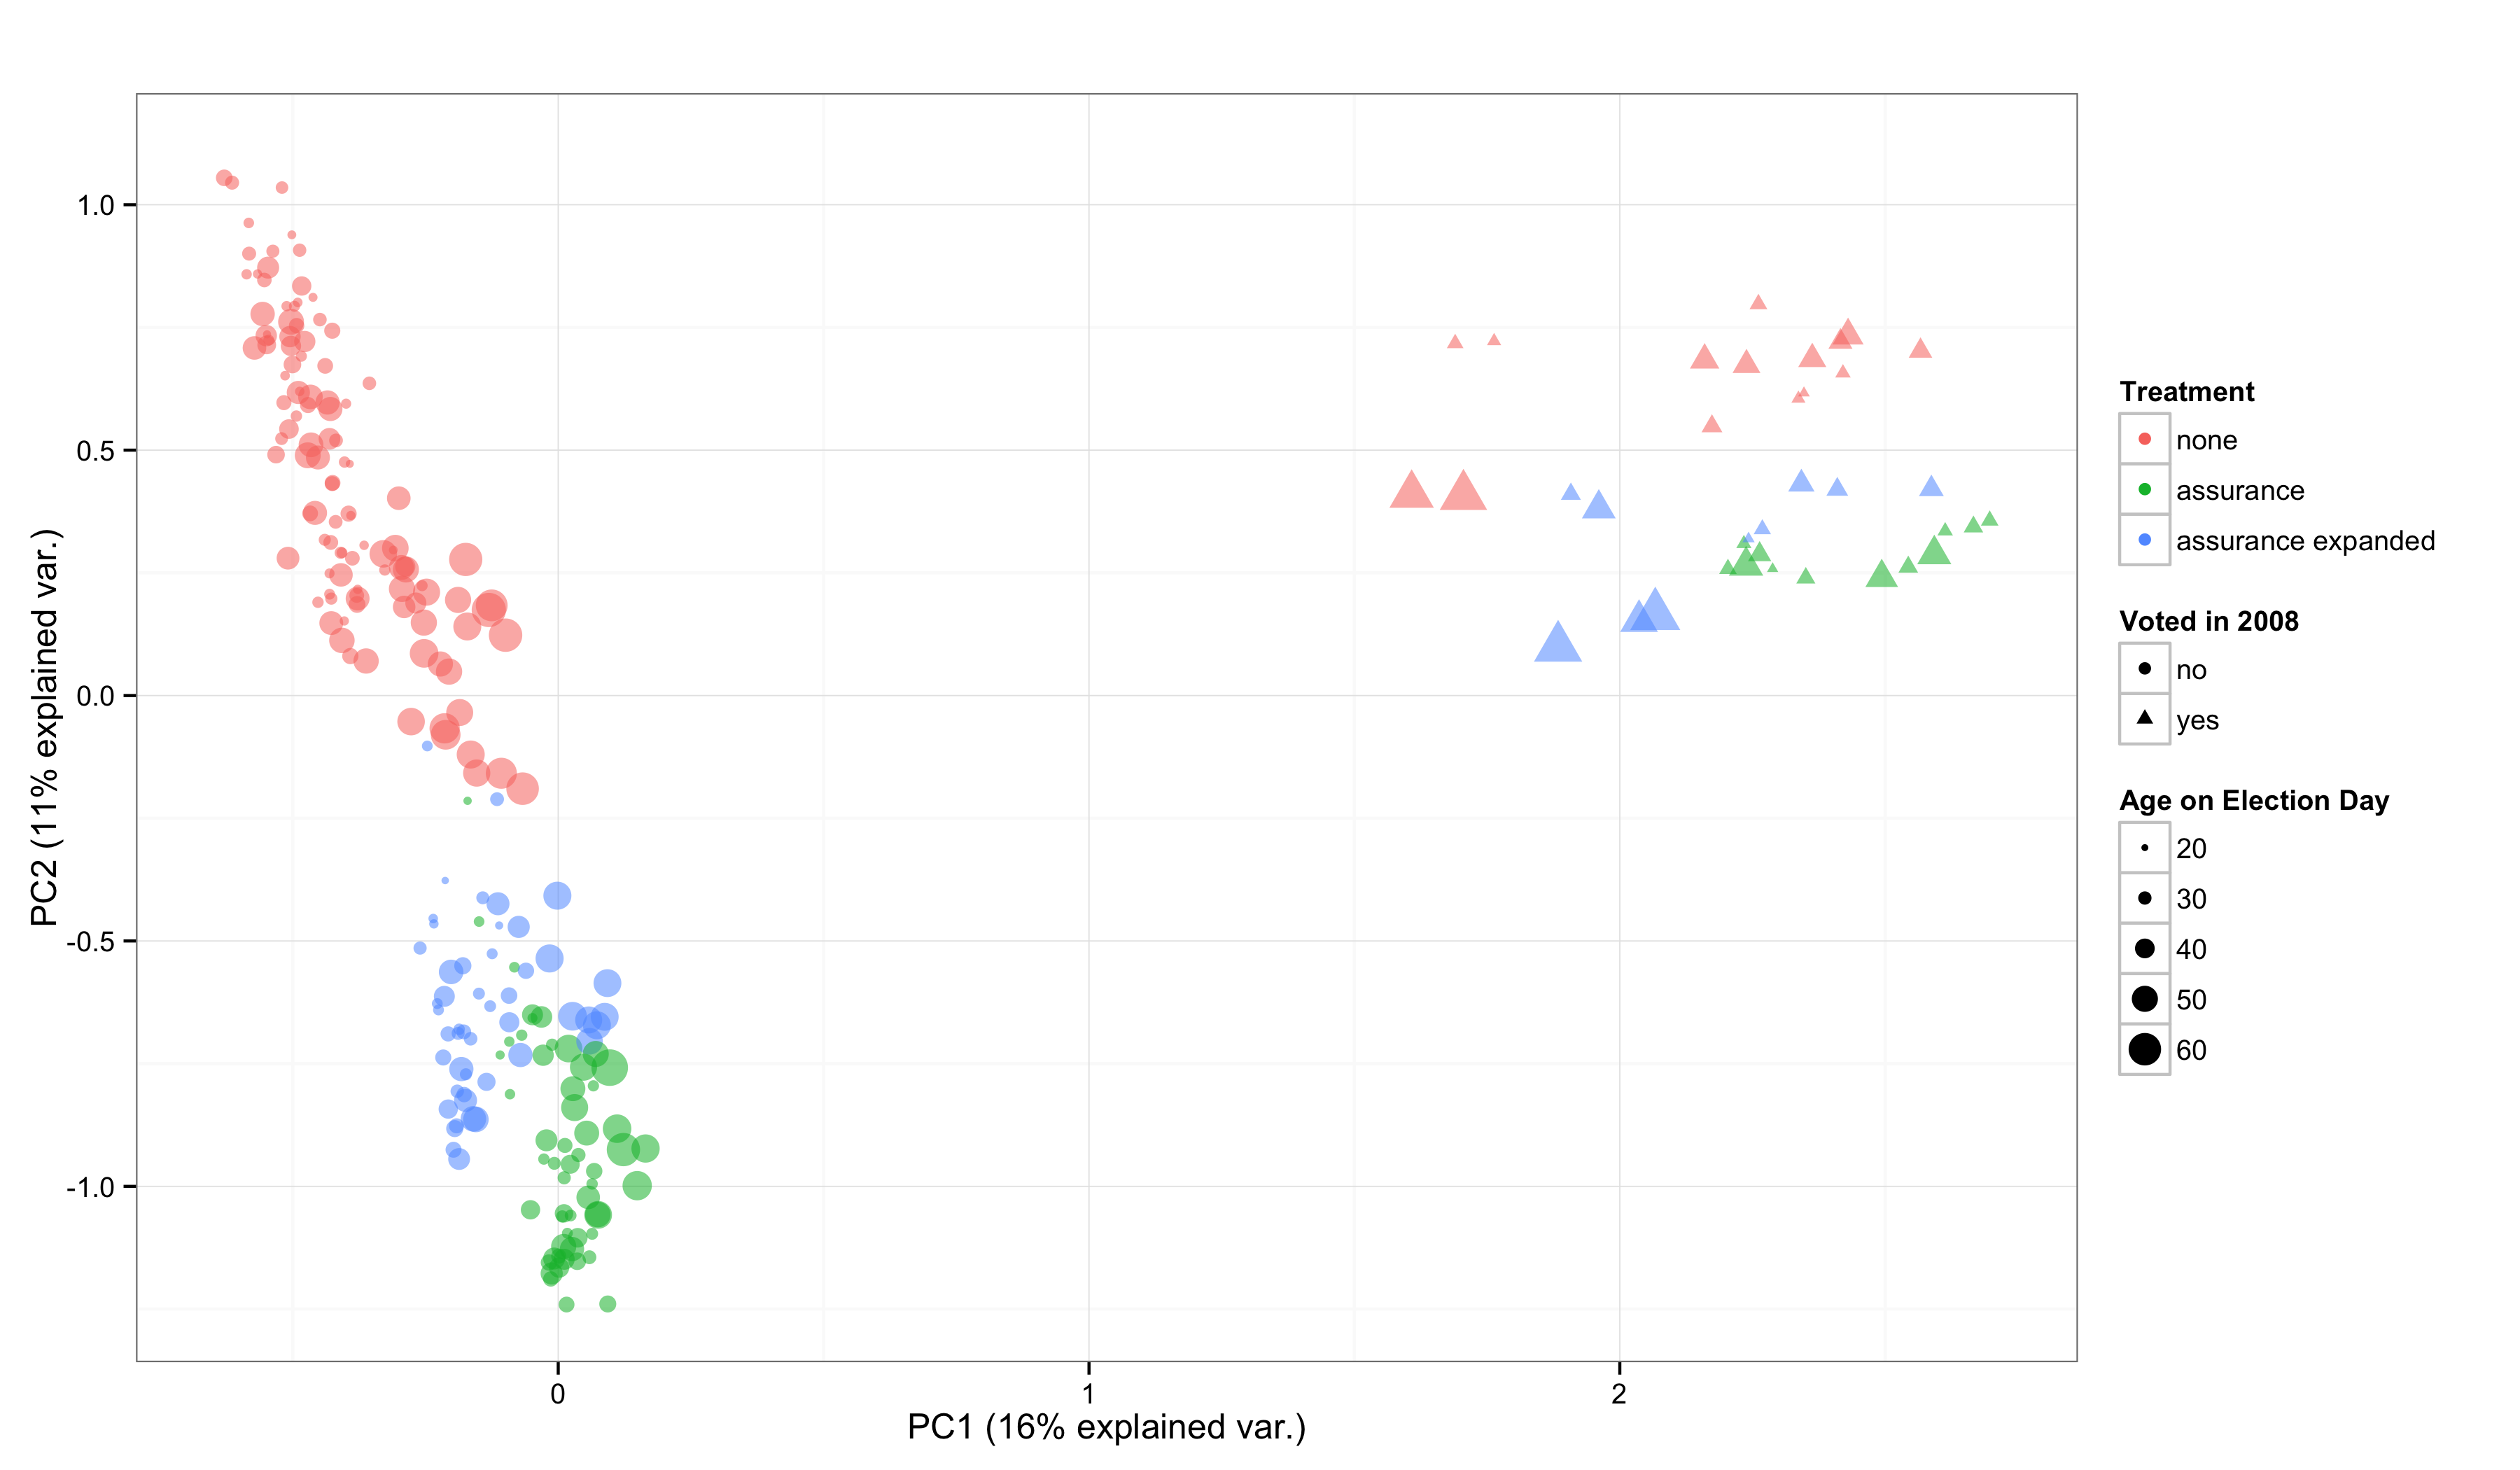 PC2 (11% explained var.)
1.0
0.5
0.0
-0.5
-1.0
0
1
2
PC1 (16% explained var.)
Treatment
none
assurance
assurance expanded
Voted in 2008
no
yes
Age on Election Day
20
30
40
50
60